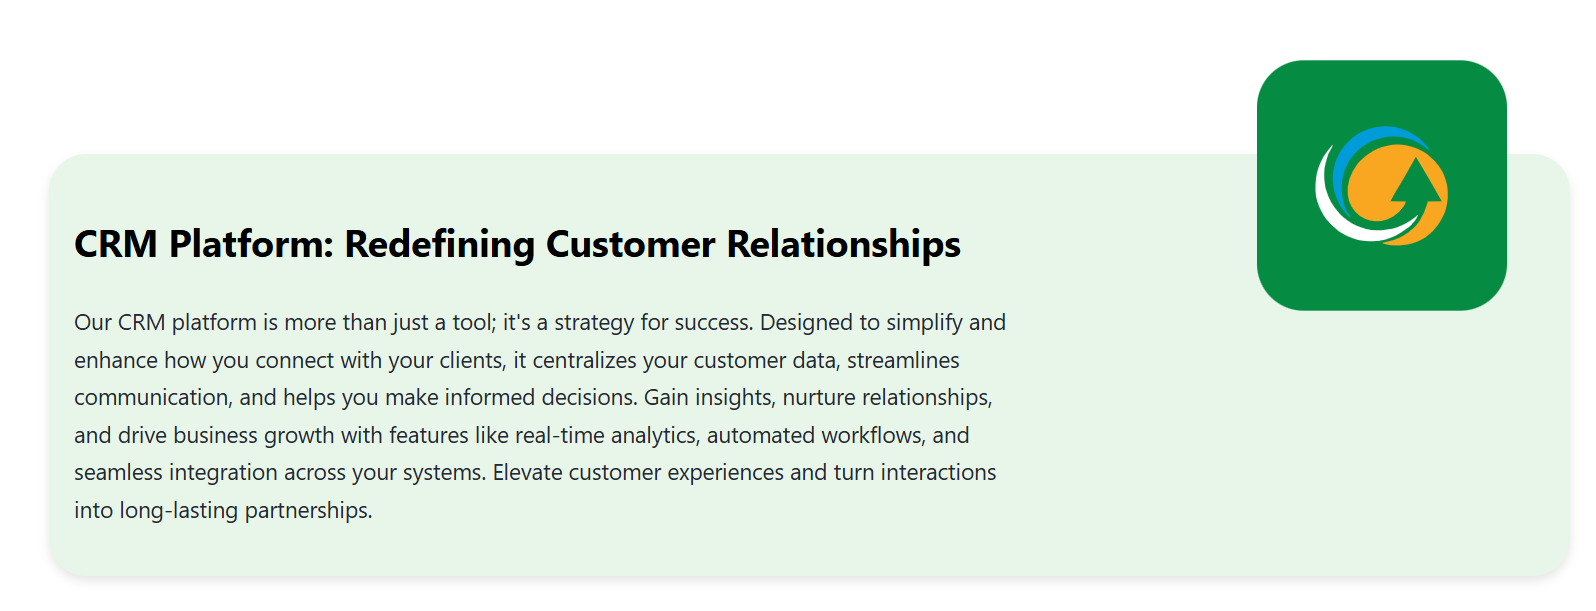 CRM Platform: Redefining Customer Relationships
Our CRM platform is more than just a tool; it's a strategy for success. Designed to simplify and
enhance how you connect with your clients, it centralizes your customer data, streamlines
communication, and helps you make informed decisions. Gain insights, nurture relationships,
and drive business growth with features like real-time analytics, automated workflows, and
seamless integration across your systems. Elevate customer experiences and turn interactions
into long-lasting partnerships.